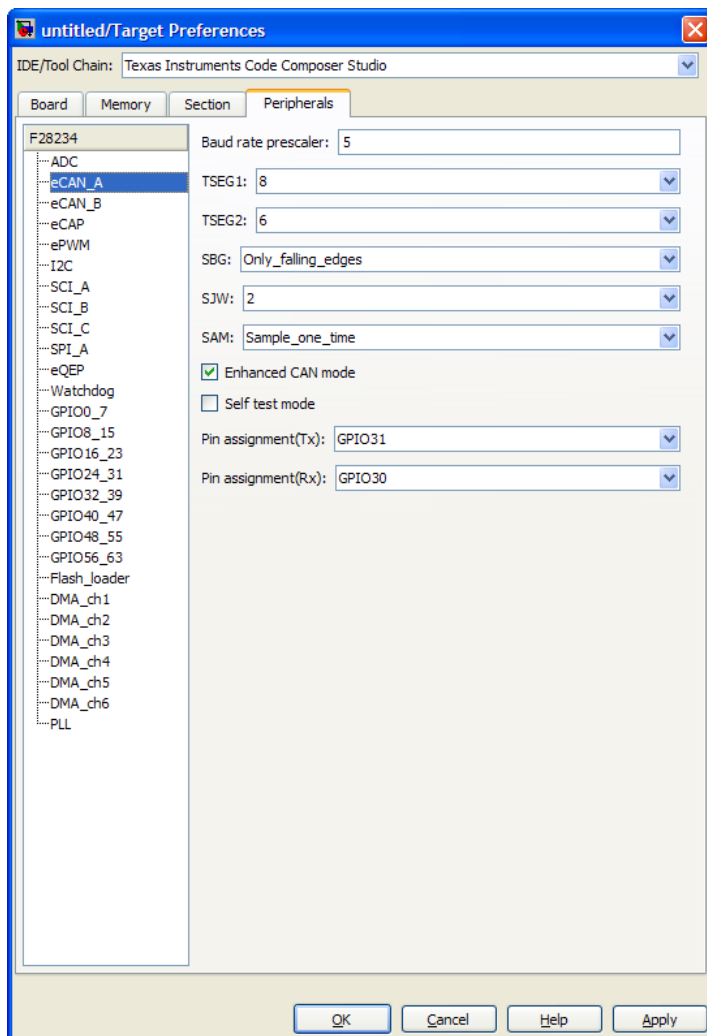 untitled/Target Preferences
IDE/Tool Chain: Texas Instruments Code Composer Studio
Board Memory Section Peripherals
F28234
ADC
eCAN_A
eCAN_B
eCAP
ePWM
I2C
SCI_A
SCI_B
SCI_C
SPI_A
eQEP
Watchdog
GPIO0_7
GPIO8_15
GPIO16_23
GPIO24_31
GPIO32_39
GPIO40_47
GPIO48_55
GPIO56_63
Flash_loader
DMA_ch1
DMA_ch2
DMA_ch3
DMA_ch4
DMA_ch5
DMA_ch6
PLL
Baud rate prescaler: 5
TSEG1: 8
TSEG2: 6
SBG: Only_falling_edges
SJW: 2
SAM: Sample_one_time
Enhanced CAN mode
Self test mode
Pin assignment(Tx): GPIO31
Pin assignment(Rx): GPIO30
OK Cancel Help Apply